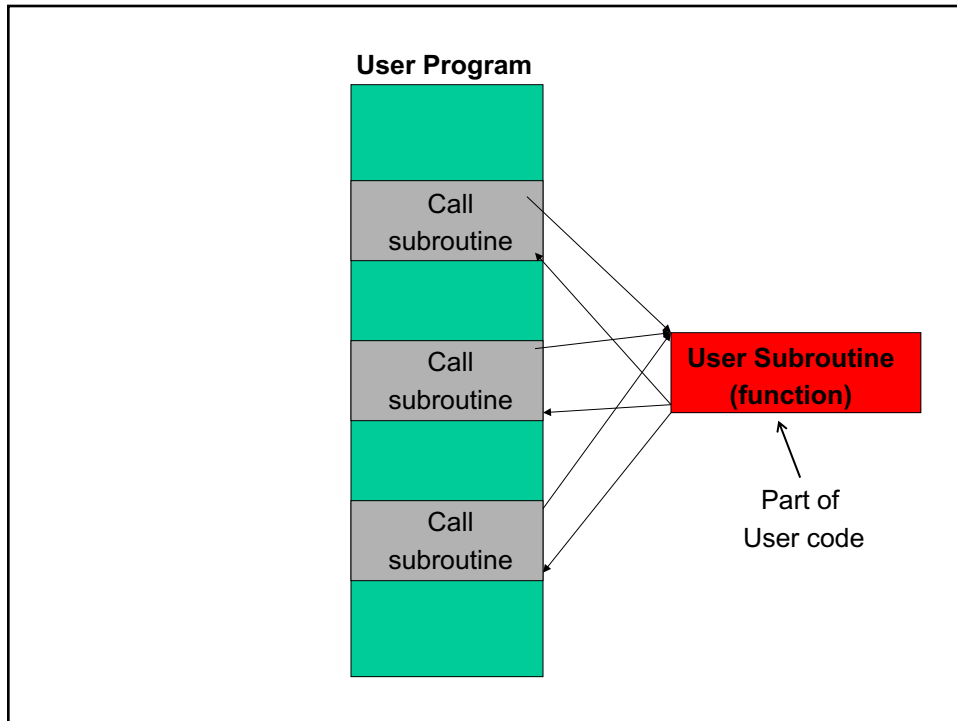 User Program
Call
subroutine
Call
subroutine
User Subroutine
(function)
Part of
User code
Call
subroutine